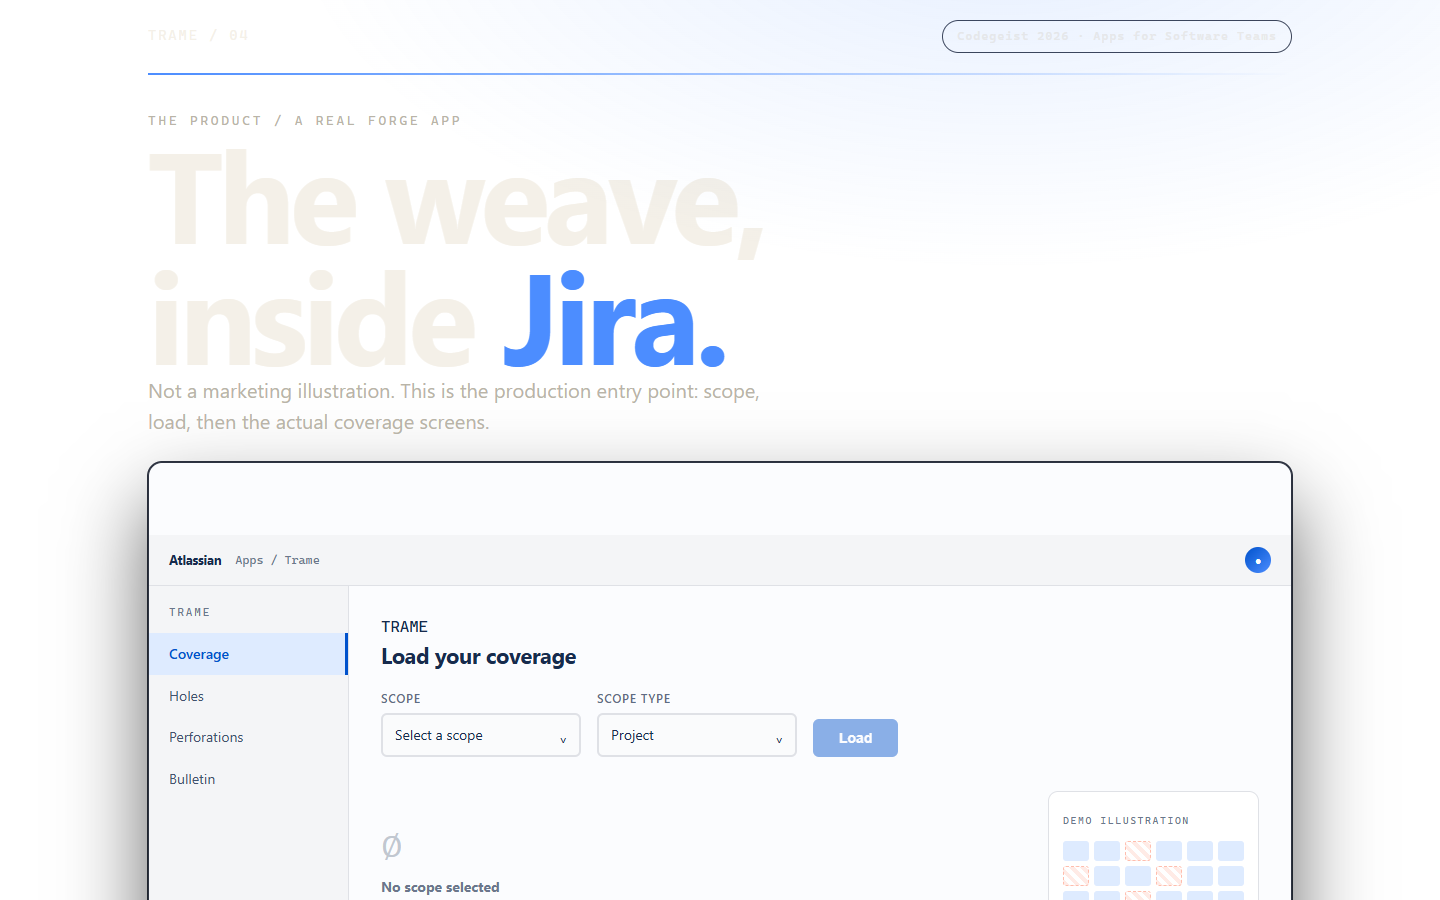 TRAME / 04
Codegeist 2026 · Apps for Software Teams
THE PRODUCT / A REAL FORGE APP
The weave,
inside Jira.
Not a marketing illustration. This is the production entry point: scope,
load, then the actual coverage screens.
Atlassian Apps / Trame
TRAME
Coverage
Holes
Perforations
Bulletin
TRAME
Load your coverage
SCOPE
SCOPE TYPE
Select a scope
Project
Load
Ø
No scope selected
DEMO ILLUSTRATION